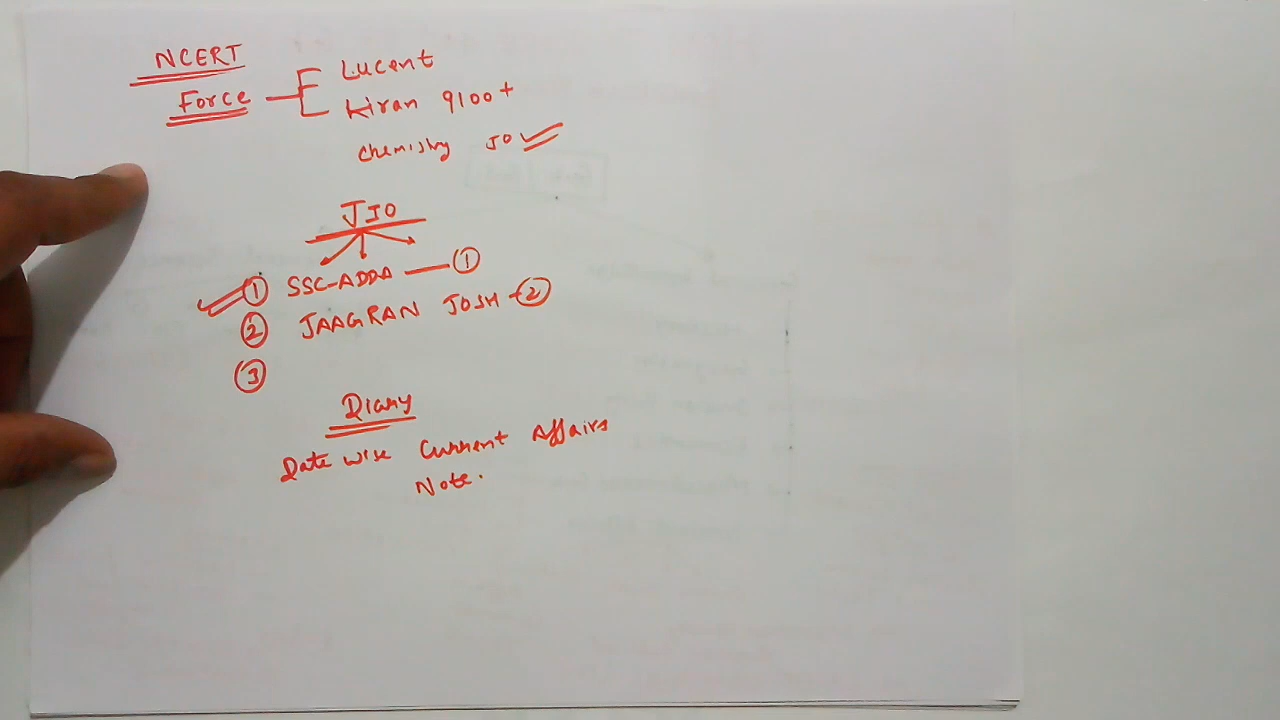 NCERT
Force
Lucent
Kiran 9100+
Chemistry 50
JIO
① SSC-ADDA ①
② JAAGRAN JOSH - ②
③
Diary
Date wise Current Affairs
Note.